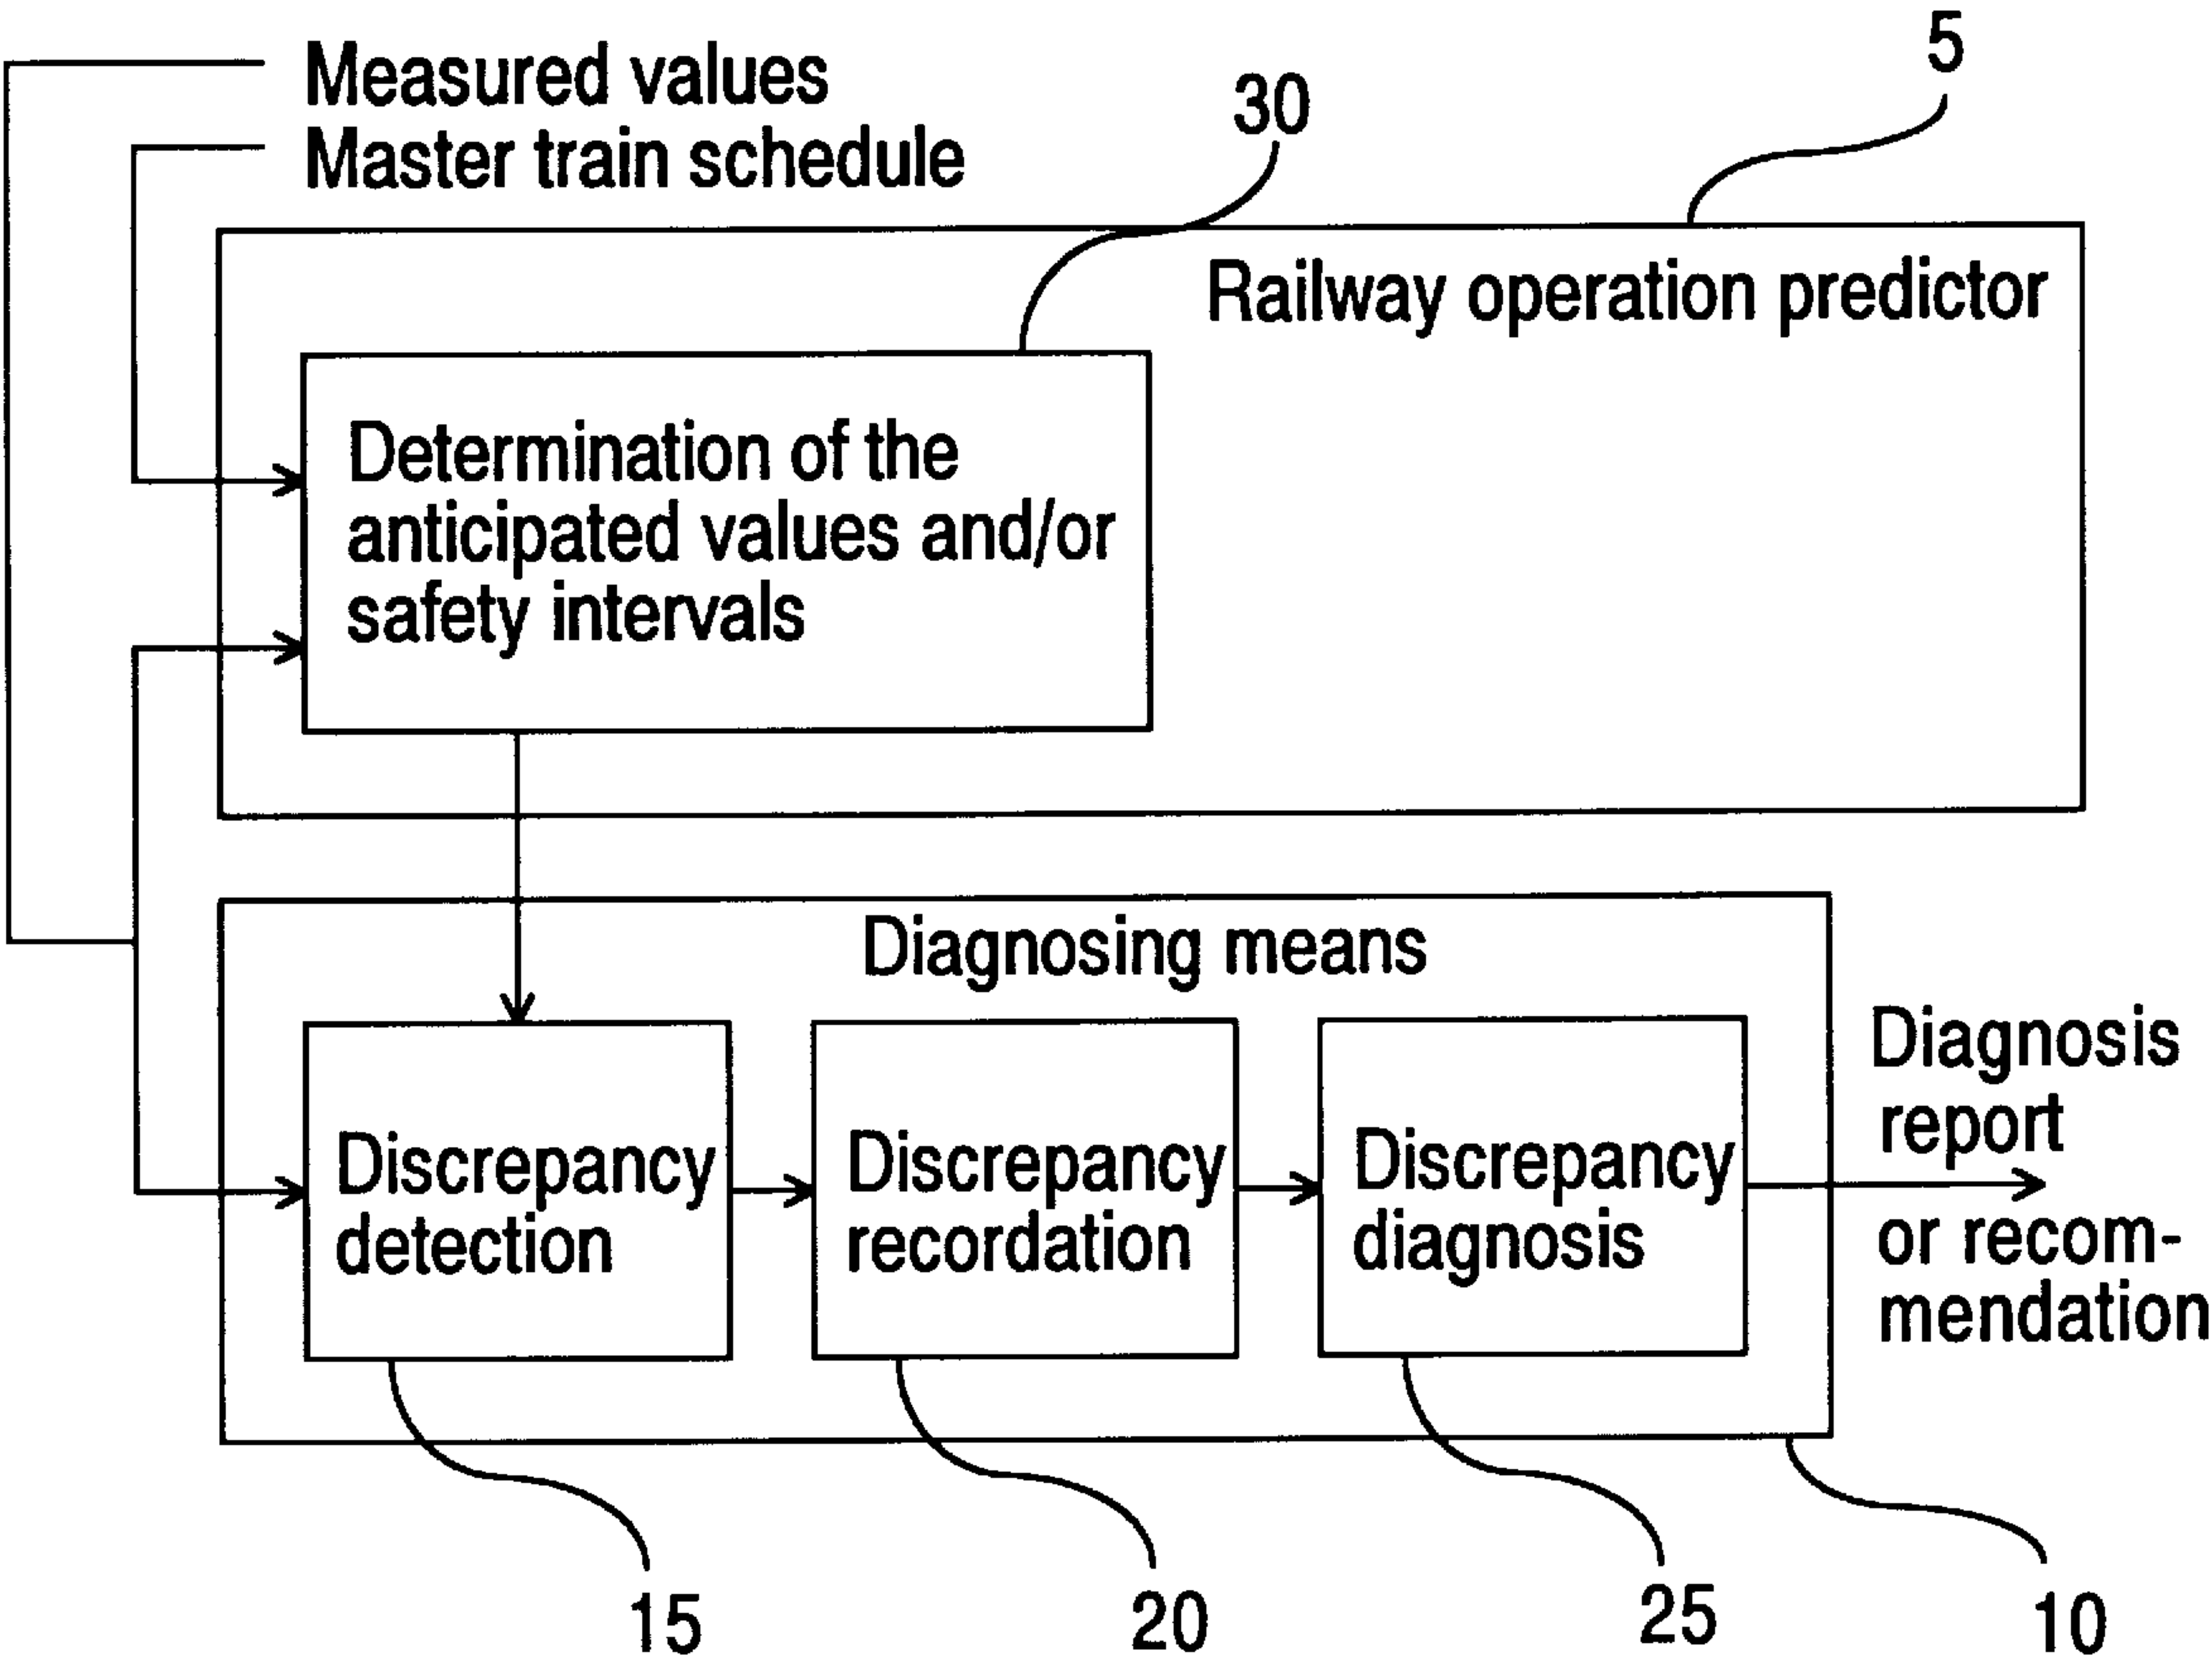 5
30
Measured values
Master train schedule
Railway operation predictor
Determination of the
anticipated values and/or
safety intervals
Diagnosing means
Discrepancy
detection
Discrepancy
recordation
Discrepancy
diagnosis
Diagnosis
report
or recom-
mendation
15
20
25
10